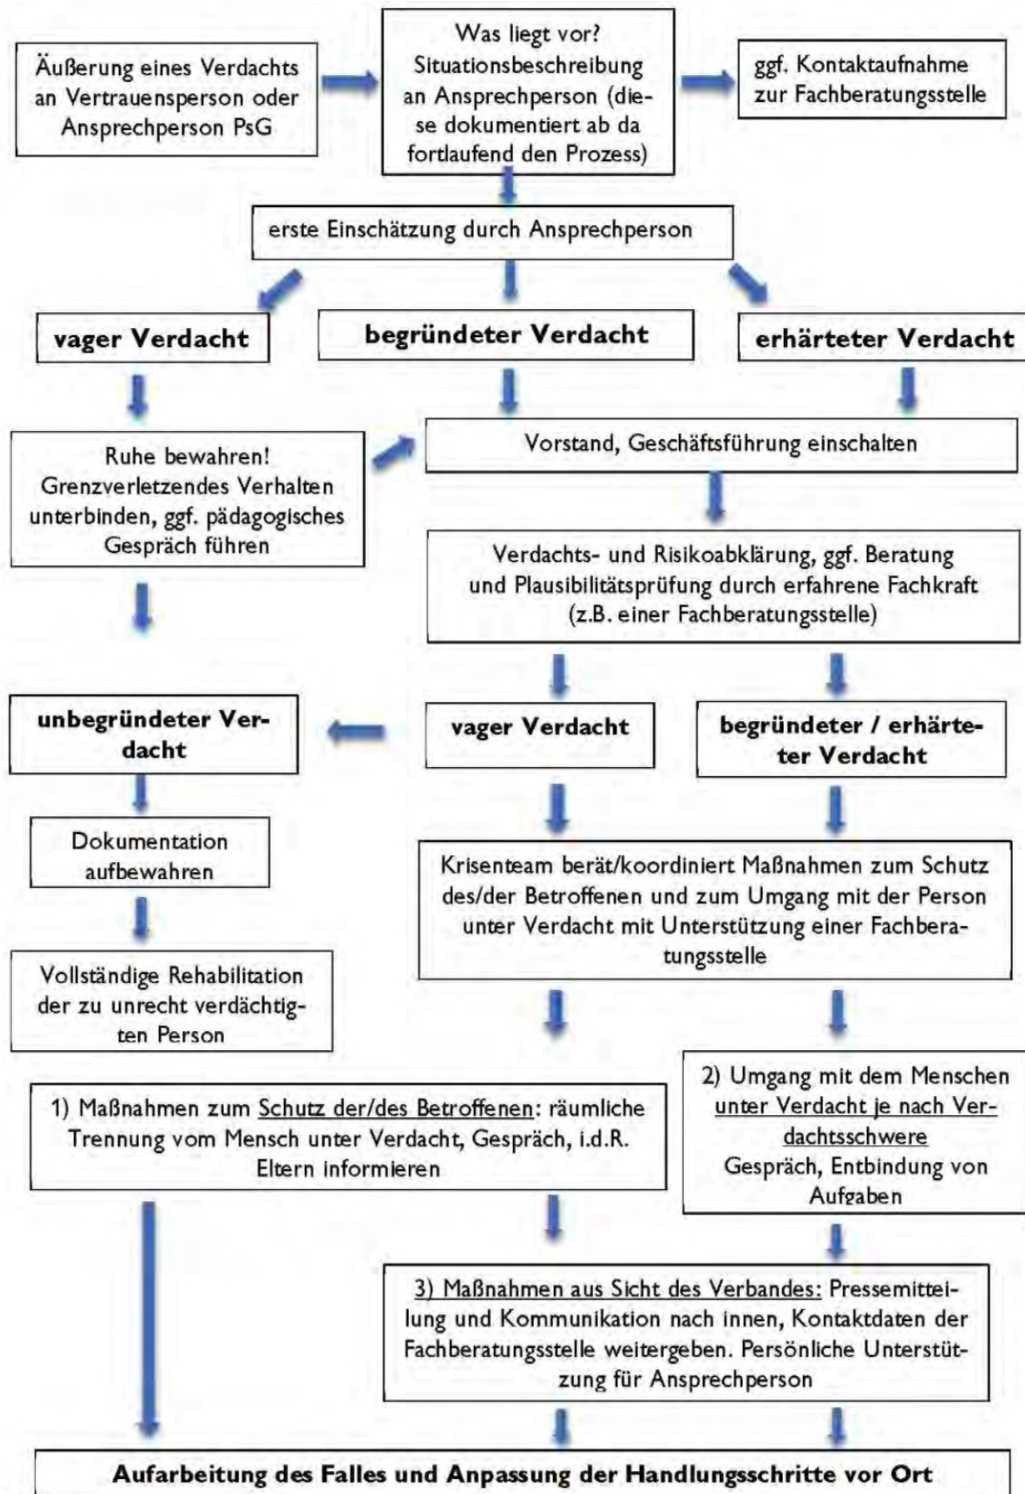 Äußerung eines Verdachts
an Vertrauensperson oder
Ansprechperson PsG
Was liegt vor?
Situationsbeschreibung
an Ansprechperson (die-
se dokumentiert ab da
fortlaufend den Prozess)
ggf. Kontaktaufnahme
zur Fachberatungsstelle
erste Einschätzung durch Ansprechperson
vager Verdacht
begründeter Verdacht
erhärteter Verdacht
Ruhe bewahren!
Grenzverletzendes Verhalten
unterbinden, ggf. pädagogisches
Gespräch führen
Vorstand, Geschäftsführung einschalten
Verdachts- und Risikoabklärung, ggf. Beratung
und Plausibilitätsprüfung durch erfahrene Fachkraft
(z.B. einer Fachberatungsstelle)
unbegründeter Ver-
dacht
vager Verdacht
begründeter / erhärte-
ter Verdacht
Dokumentation
aufbewahren
Krisenteam berät/koordiniert Maßnahmen zum Schutz
des/der Betroffenen und zum Umgang mit der Person
unter Verdacht mit Unterstützung einer Fachbera-
tungsstelle
Vollständige Rehabilitation
der zu unrecht verdächtig-
ten Person
1) Maßnahmen zum Schutz der/des Betroffenen: räumliche
Trennung vom Mensch unter Verdacht, Gespräch, i.d.R.
Eltern informieren
2) Umgang mit dem Menschen
unter Verdacht je nach Ver-
dachtsschwere
Gespräch, Entbindung von
Aufgaben
3) Maßnahmen aus Sicht des Verbandes: Pressemittei-
lung und Kommunikation nach innen, Kontaktdaten der
Fachberatungsstelle weitergeben. Persönliche Unterstüt-
zung für Ansprechperson
Aufarbeitung des Falles und Anpassung der Handlungsschritte vor Ort